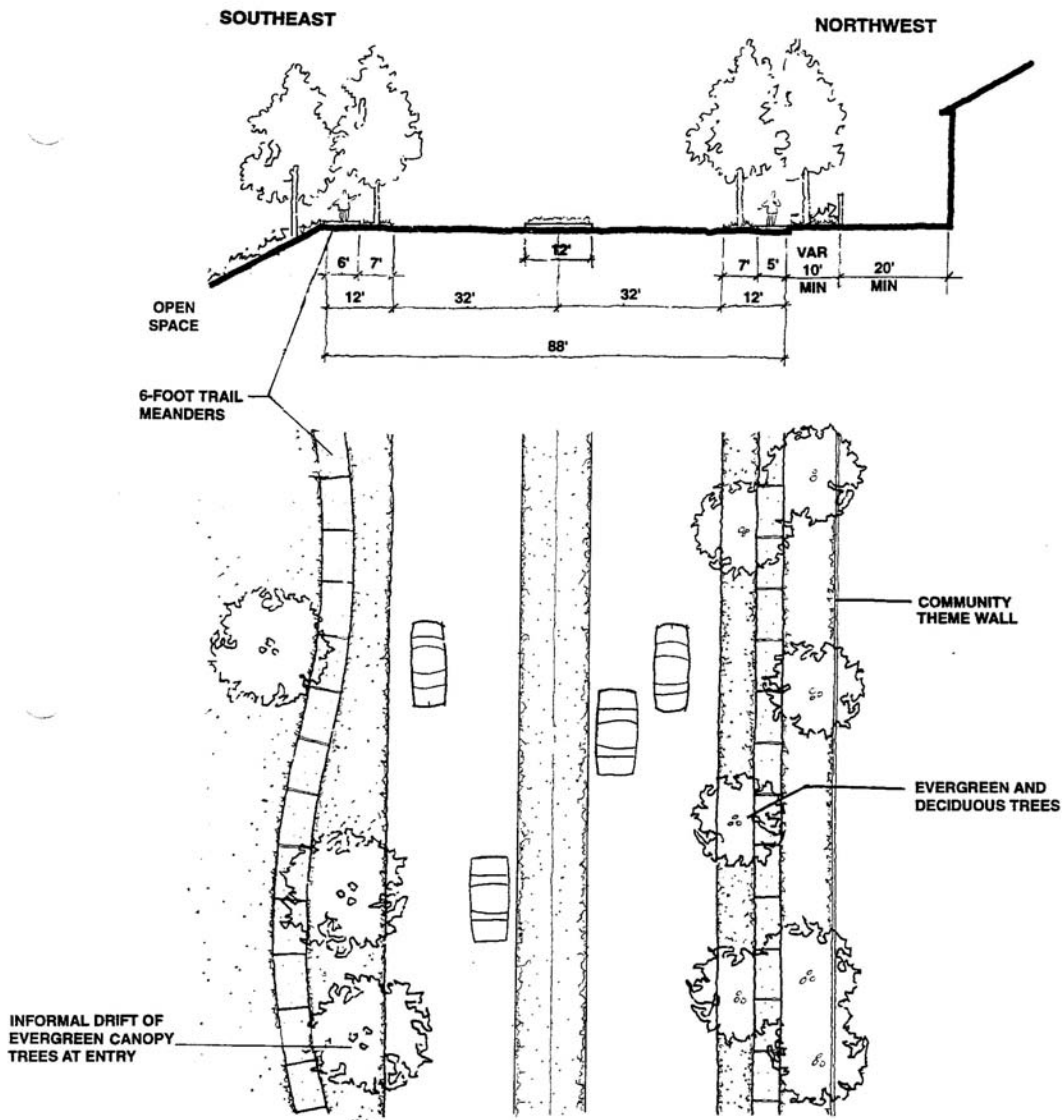 SOUTHEAST
NORTHWEST
12'
6'
7'
7'
5'
VAR
10'
MIN
20'
MIN
12'
32'
32'
12'
88'
OPEN
SPACE
6-FOOT TRAIL
MEANDERS
COMMUNITY
THEME WALL
EVERGREEN AND
DECIDUOUS TREES
INFORMAL DRIFT OF
EVERGREEN CANOPY
TREES AT ENTRY